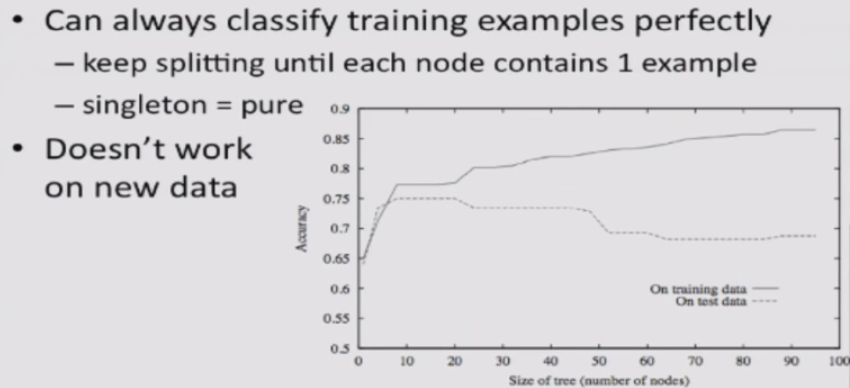 • Can always classify training examples perfectly
– keep splitting until each node contains 1 example
– singleton = pure
• Doesn't work
on new data
0.9
0.85
0.8
0.75
0.7
0.65
0.6
0.55
0.5
Accuracy
On training data
On test data
0 10 20 30 40 50 60 70 80 90 100
Size of tree (number of nodes)